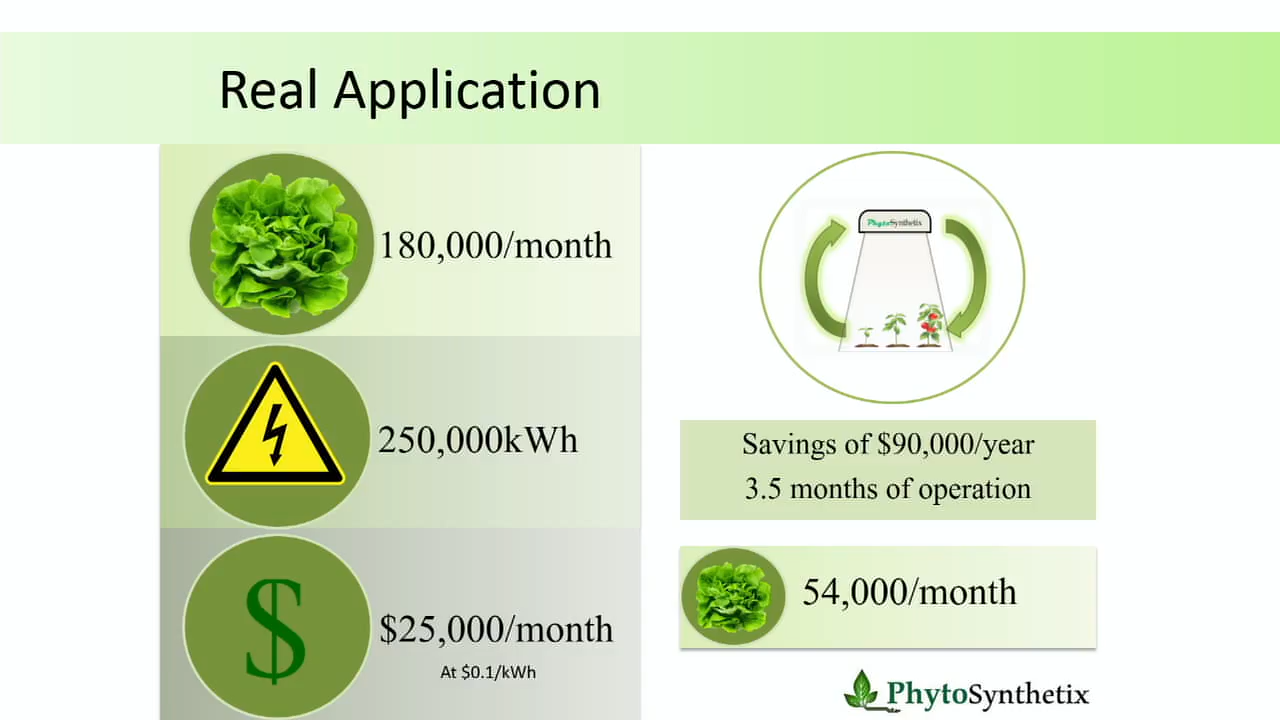 Real Application
180,000/month
250,000kWh
$
$25,000/month
At $0.1/kWh
PhytoSynthetix
Savings of $90,000/year
3.5 months of operation
54,000/month
PhytoSynthetix